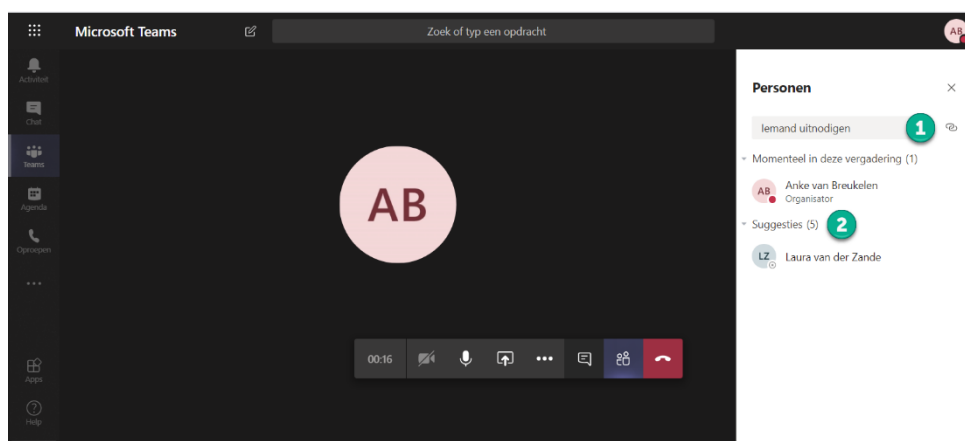 Microsoft Teams
Zoek of typ een opdracht
AB
Activiteit
Chat
Teams
Agenda
Oproepen
Apps
Help
AB
00:16
Personen
Iemand uitnodigen
1
Momenteel in deze vergadering (1)
AB
Anke van Breukelen
Organisator
Suggesties (5)
2
LZ
Laura van der Zande